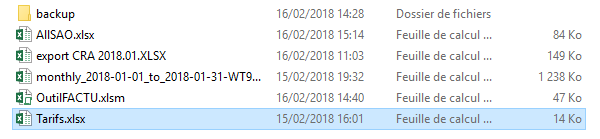 backup 16/02/2018 14:28 Dossier de fichiers
AllSAO.xlsx 16/02/2018 15:14 Feuille de calcul ... 84 Ko
export CRA 2018.01.XLSX 16/02/2018 11:03 Feuille de calcul ... 149 Ko
monthly_2018-01-01_to_2018-01-31-WT9... 15/02/2018 19:32 Feuille de calcul ... 1 238 Ko
OutilFACTU.xlsm 16/02/2018 14:40 Feuille de calcul ... 47 Ko
Tarifs.xlsx 15/02/2018 16:01 Feuille de calcul ... 14 Ko